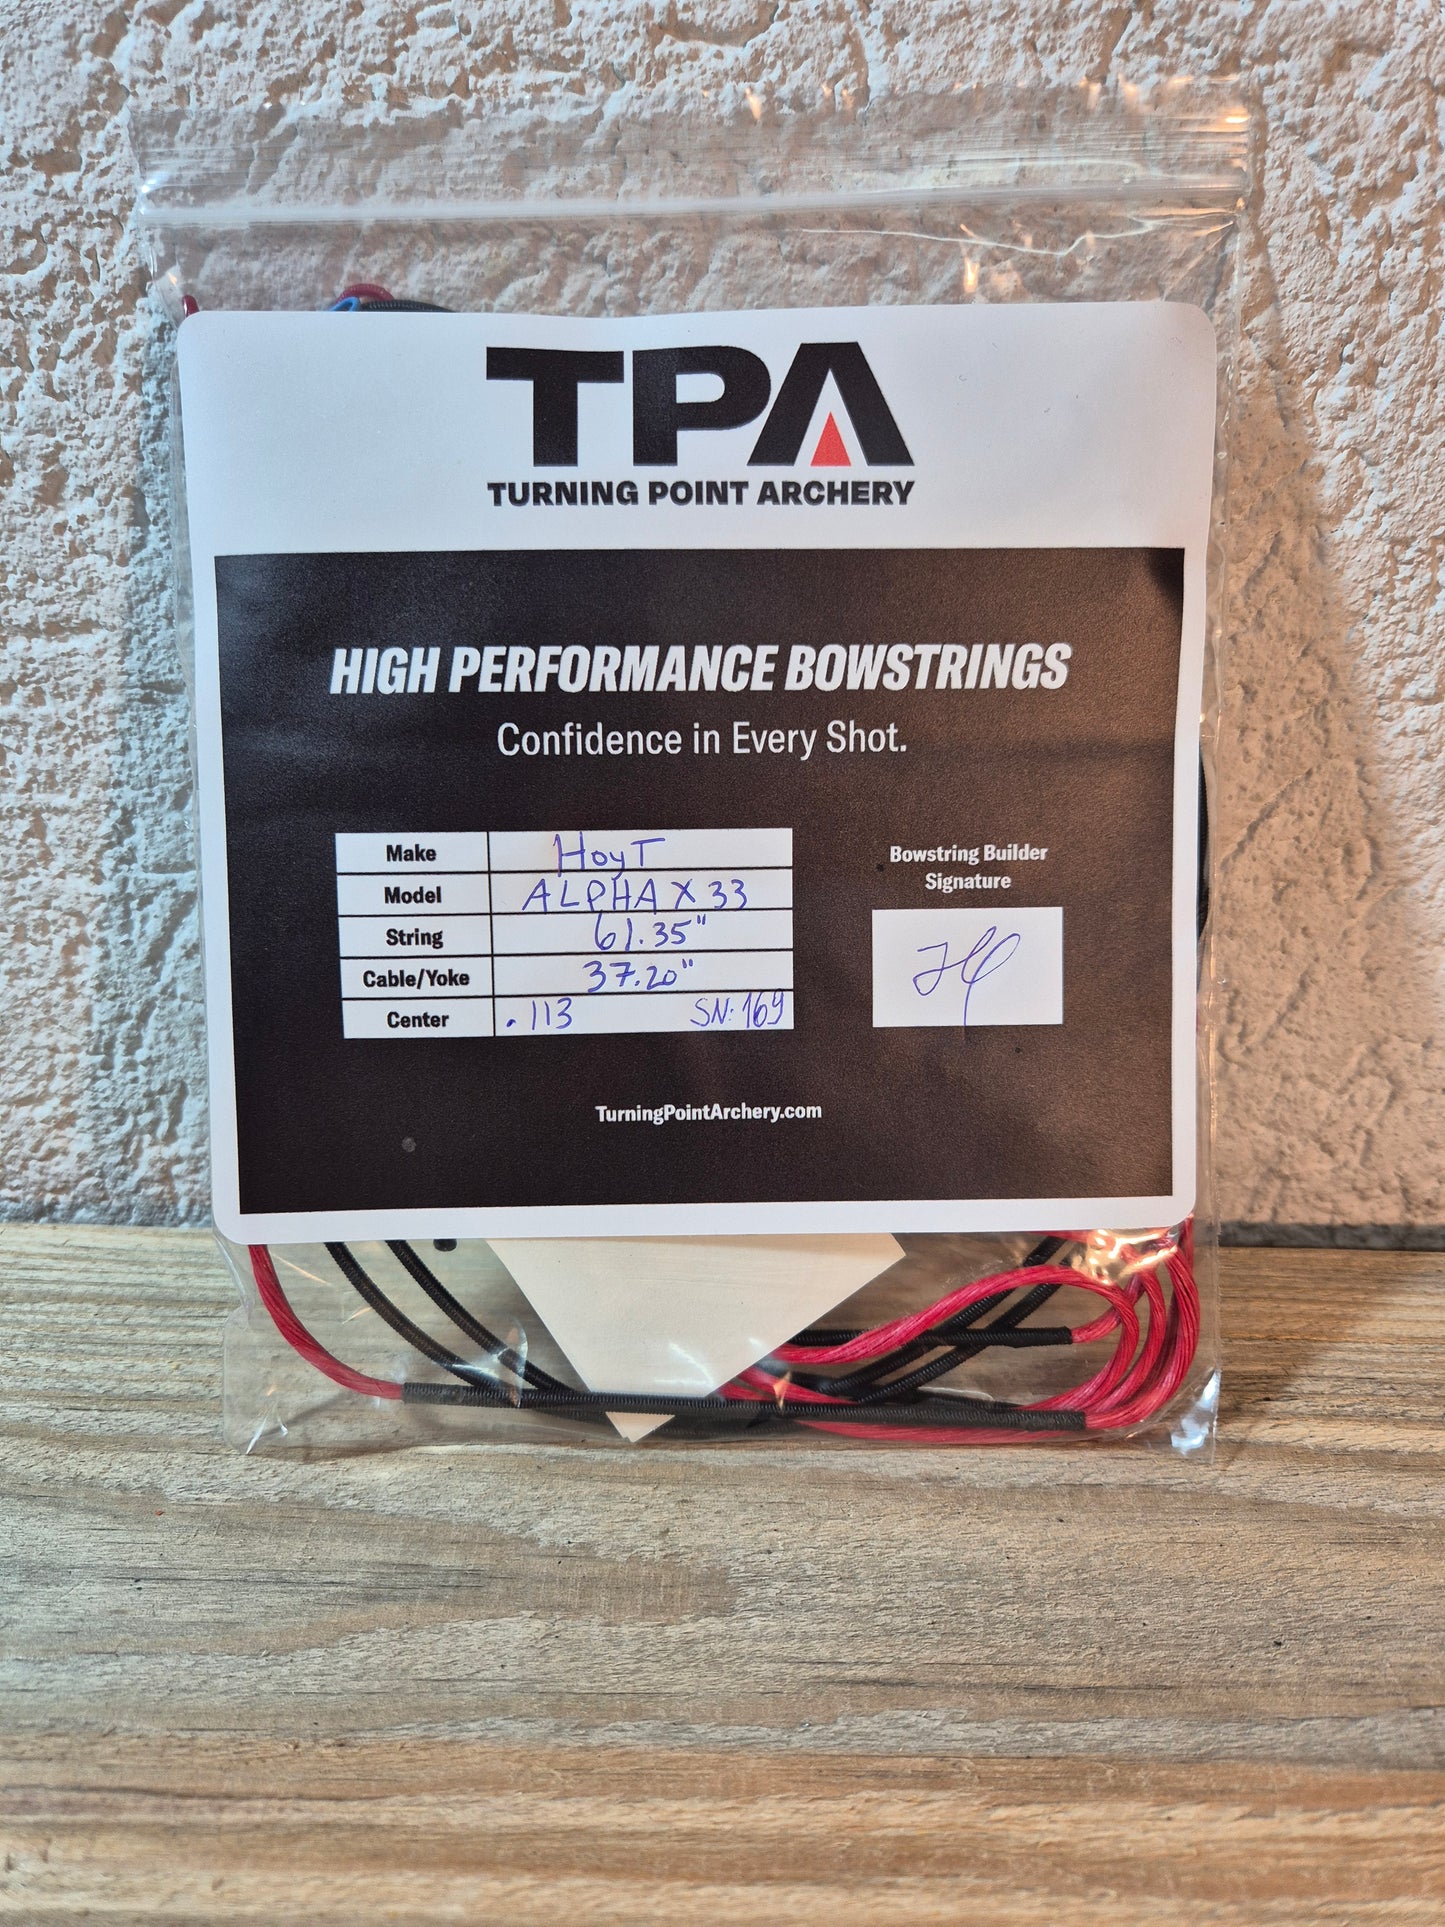 TPA
TURNING POINT ARCHERY
HIGH PERFORMANCE BOWSTRINGS
Confidence in Every Shot.
Make HoyT
Model ALPHA X 33
String 61.35"
Cable/Yoke 37.20"
Center .113 SN: 169
Bowstring Builder
Signature
TurningPointArchery.com